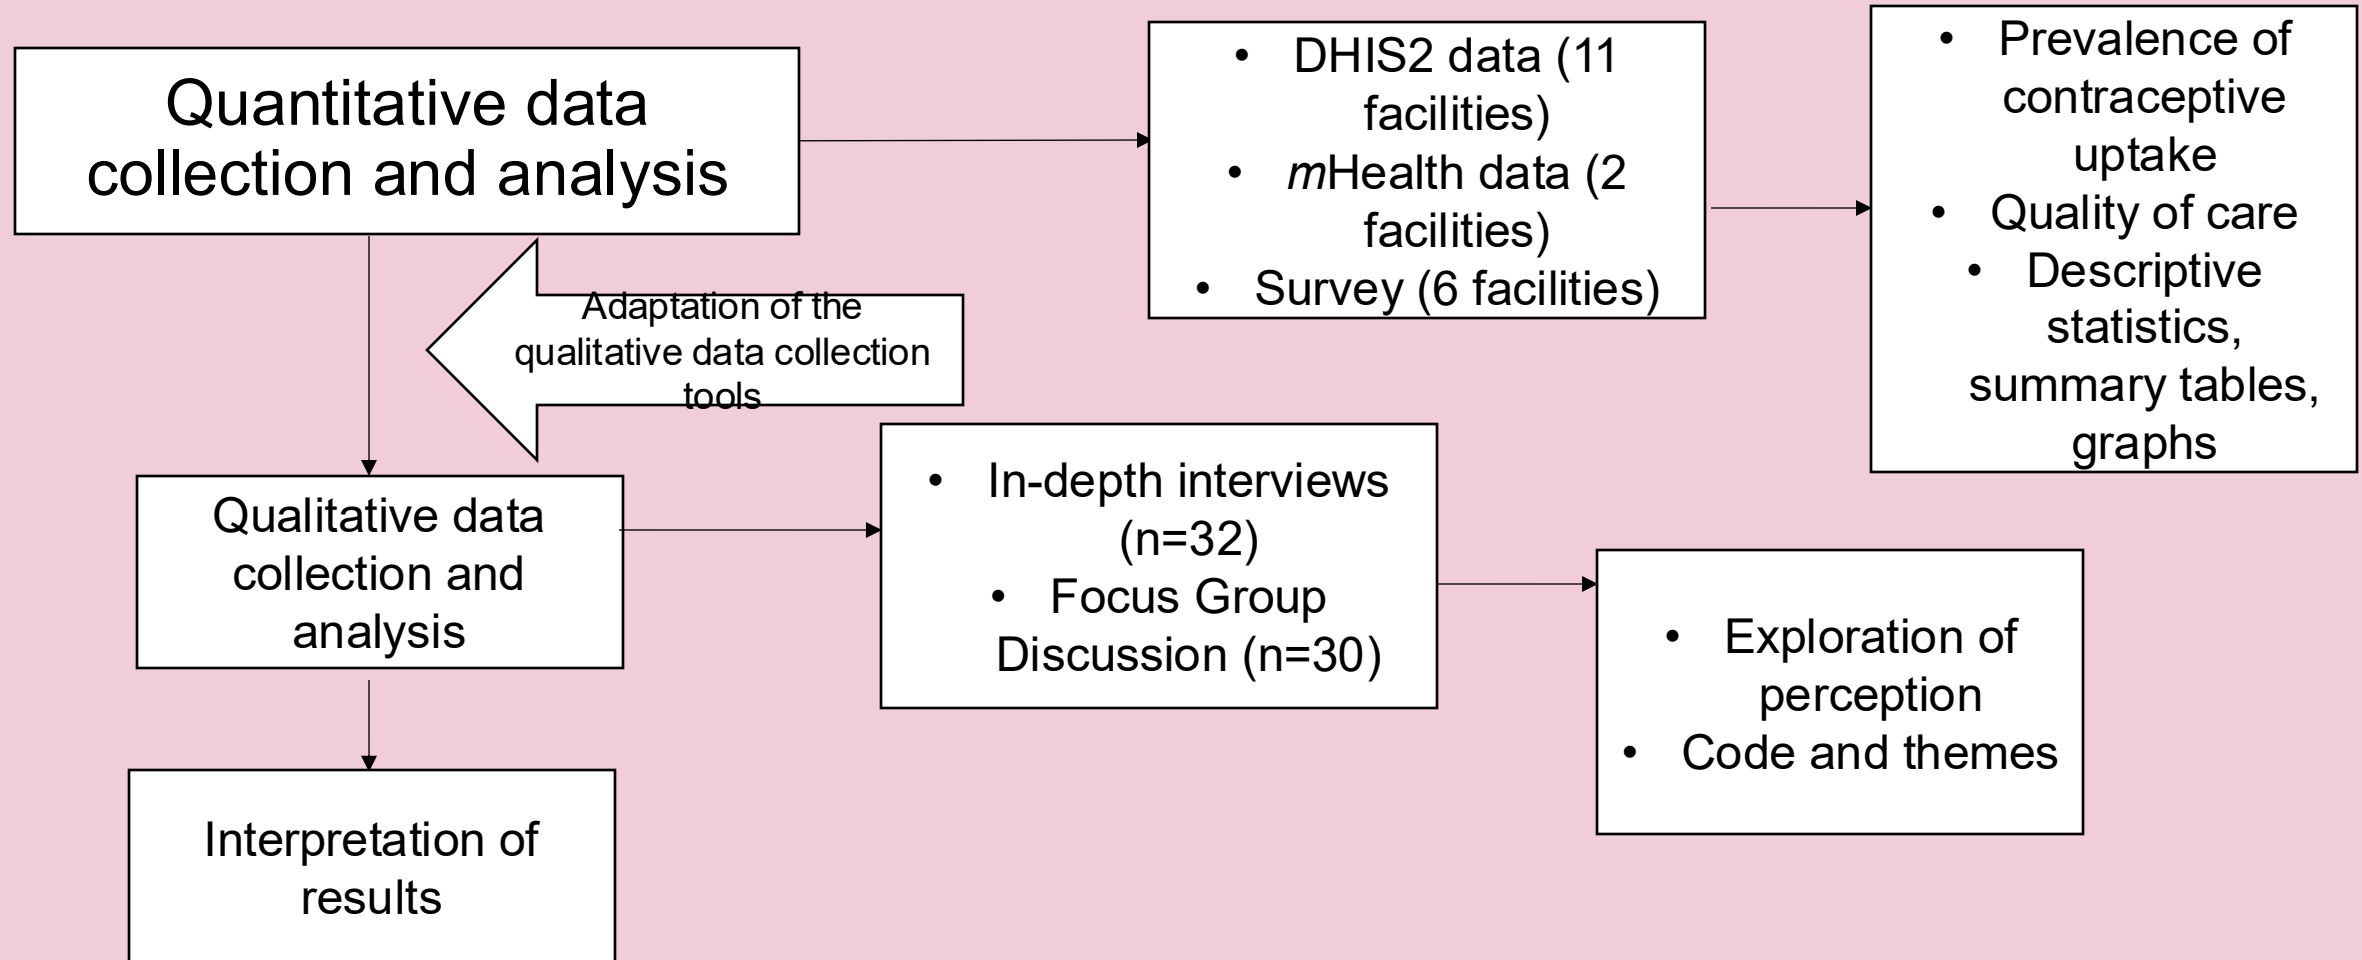 Quantitative data
collection and analysis
• DHIS2 data (11
facilities)
• mHealth data (2
facilities)
• Survey (6 facilities)
• Prevalence of
contraceptive
uptake
• Quality of care
• Descriptive
statistics,
summary tables,
graphs
Adaptation of the
qualitative data collection
tools
Qualitative data
collection and
analysis
• In-depth interviews
(n=32)
• Focus Group
Discussion (n=30)
• Exploration of
perception
• Code and themes
Interpretation of
results